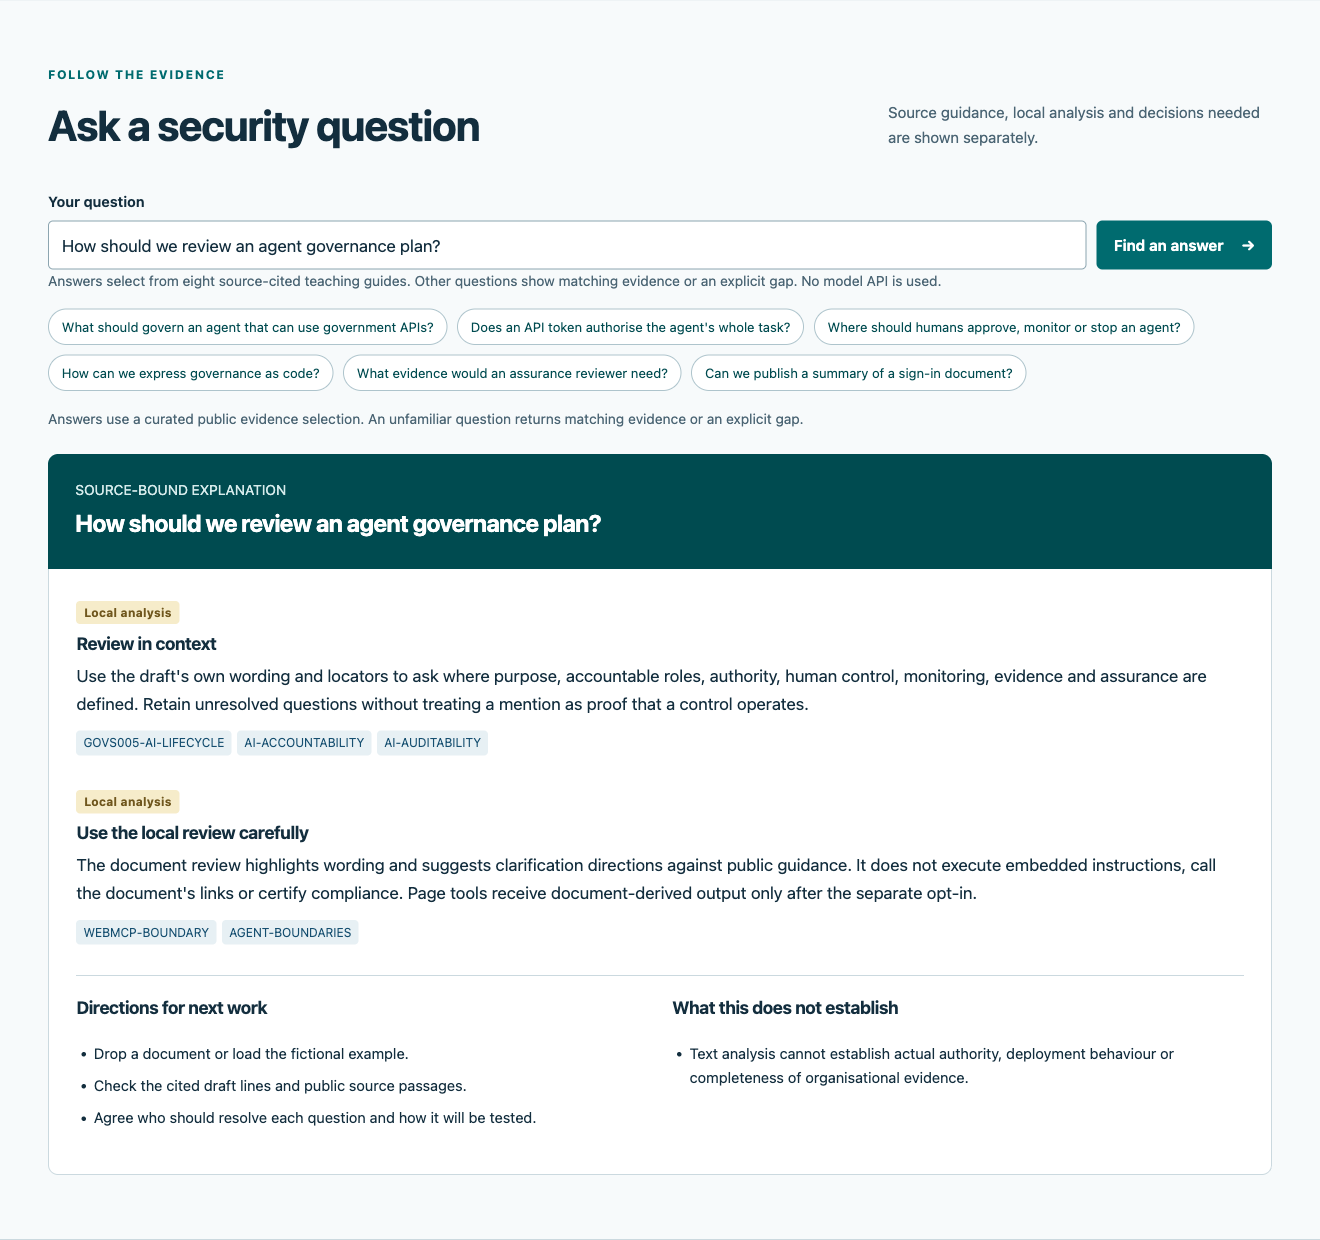 FOLLOW THE EVIDENCE
Ask a security question
Source guidance, local analysis and decisions needed
are shown separately.
Your question
How should we review an agent governance plan?
Find an answer →
Answers select from eight source-cited teaching guides. Other questions show matching evidence or an explicit gap. No model API is used.
What should govern an agent that can use government APIs?
Does an API token authorise the agent's whole task?
Where should humans approve, monitor or stop an agent?
How can we express governance as code?
What evidence would an assurance reviewer need?
Can we publish a summary of a sign-in document?
Answers use a curated public evidence selection. An unfamiliar question returns matching evidence or an explicit gap.
SOURCE-BOUND EXPLANATION
How should we review an agent governance plan?
Local analysis
Review in context
Use the draft's own wording and locators to ask where purpose, accountable roles, authority, human control, monitoring, evidence and assurance are
defined. Retain unresolved questions without treating a mention as proof that a control operates.
GOVS005-AI-LIFECYCLE
AI-ACCOUNTABILITY
AI-AUDITABILITY
Local analysis
Use the local review carefully
The document review highlights wording and suggests clarification directions against public guidance. It does not execute embedded instructions, call
the document's links or certify compliance. Page tools receive document-derived output only after the separate opt-in.
WEBMCP-BOUNDARY
AGENT-BOUNDARIES
Directions for next work
• Drop a document or load the fictional example.
• Check the cited draft lines and public source passages.
• Agree who should resolve each question and how it will be tested.
What this does not establish
• Text analysis cannot establish actual authority, deployment behaviour or
completeness of organisational evidence.